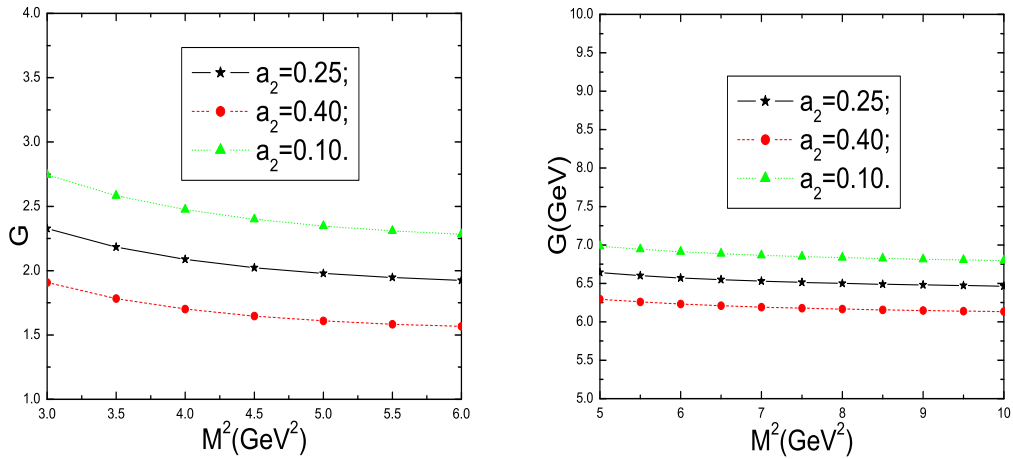 4.0
3.5
3.0
2.5
2.0
1.5
1.0
G
a₂=0.25;
a₂=0.40;
a₂=0.10.
3.0 3.5 4.0 4.5 5.0 5.5 6.0
M²(GeV²)
10.0
9.5
9.0
8.5
8.0
7.5
7.0
6.5
6.0
5.5
5.0
G(GeV)
a₂=0.25;
a₂=0.40;
a₂=0.10.
5 6 7 8 9 10
M²(GeV²)